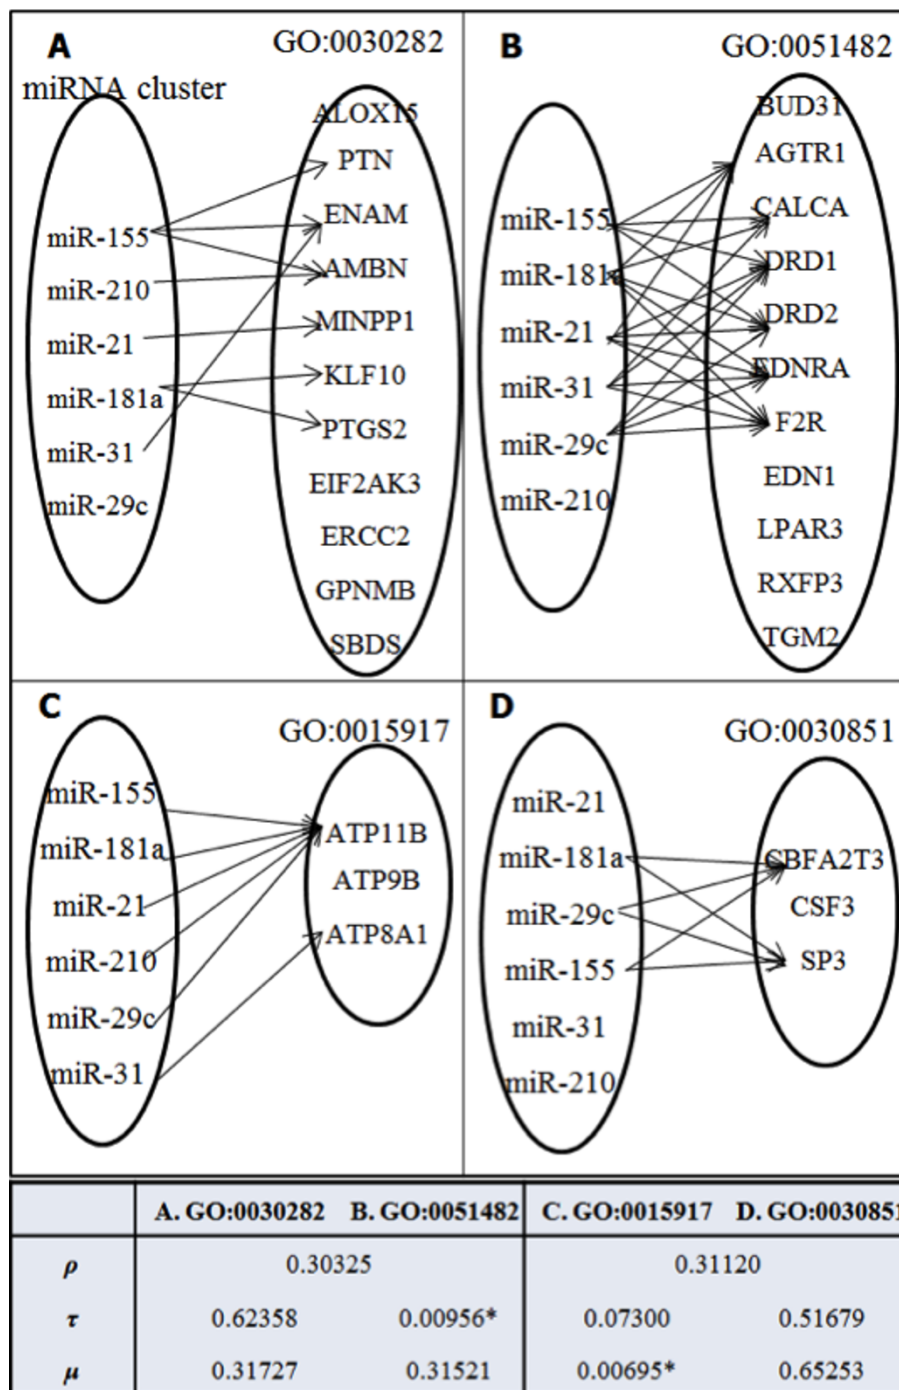 A
GO:0030282
miRNA cluster
miR-155
miR-210
miR-21
miR-181a
miR-31
miR-29c
ALOX15
PTN
ENAM
AMBN
MINPP1
KLF10
PTGS2
EIF2AK3
ERCC2
GPNMB
SBDS
B
GO:0051482
miR-155
miR-181a
miR-21
miR-31
miR-29c
miR-210
BUD31
AGTR1
CALCA
DRD1
DRD2
EDNRA
F2R
EDN1
LPAR3
RXFP3
TGM2
C
GO:0015917
miR-155
miR-181a
miR-21
miR-210
miR-29c
miR-31
ATP11B
ATP9B
ATP8A1
D
GO:0030851
miR-21
miR-181a
miR-29c
miR-155
miR-31
miR-210
CBFA2T3
CSF3
SP3
A. GO:0030282 B. GO:0051482 C. GO:0015917 D. GO:0030851
ρ 0.30325 0.31120
τ 0.62358 0.00956* 0.07300 0.51679
μ 0.31727 0.31521 0.00695* 0.65253